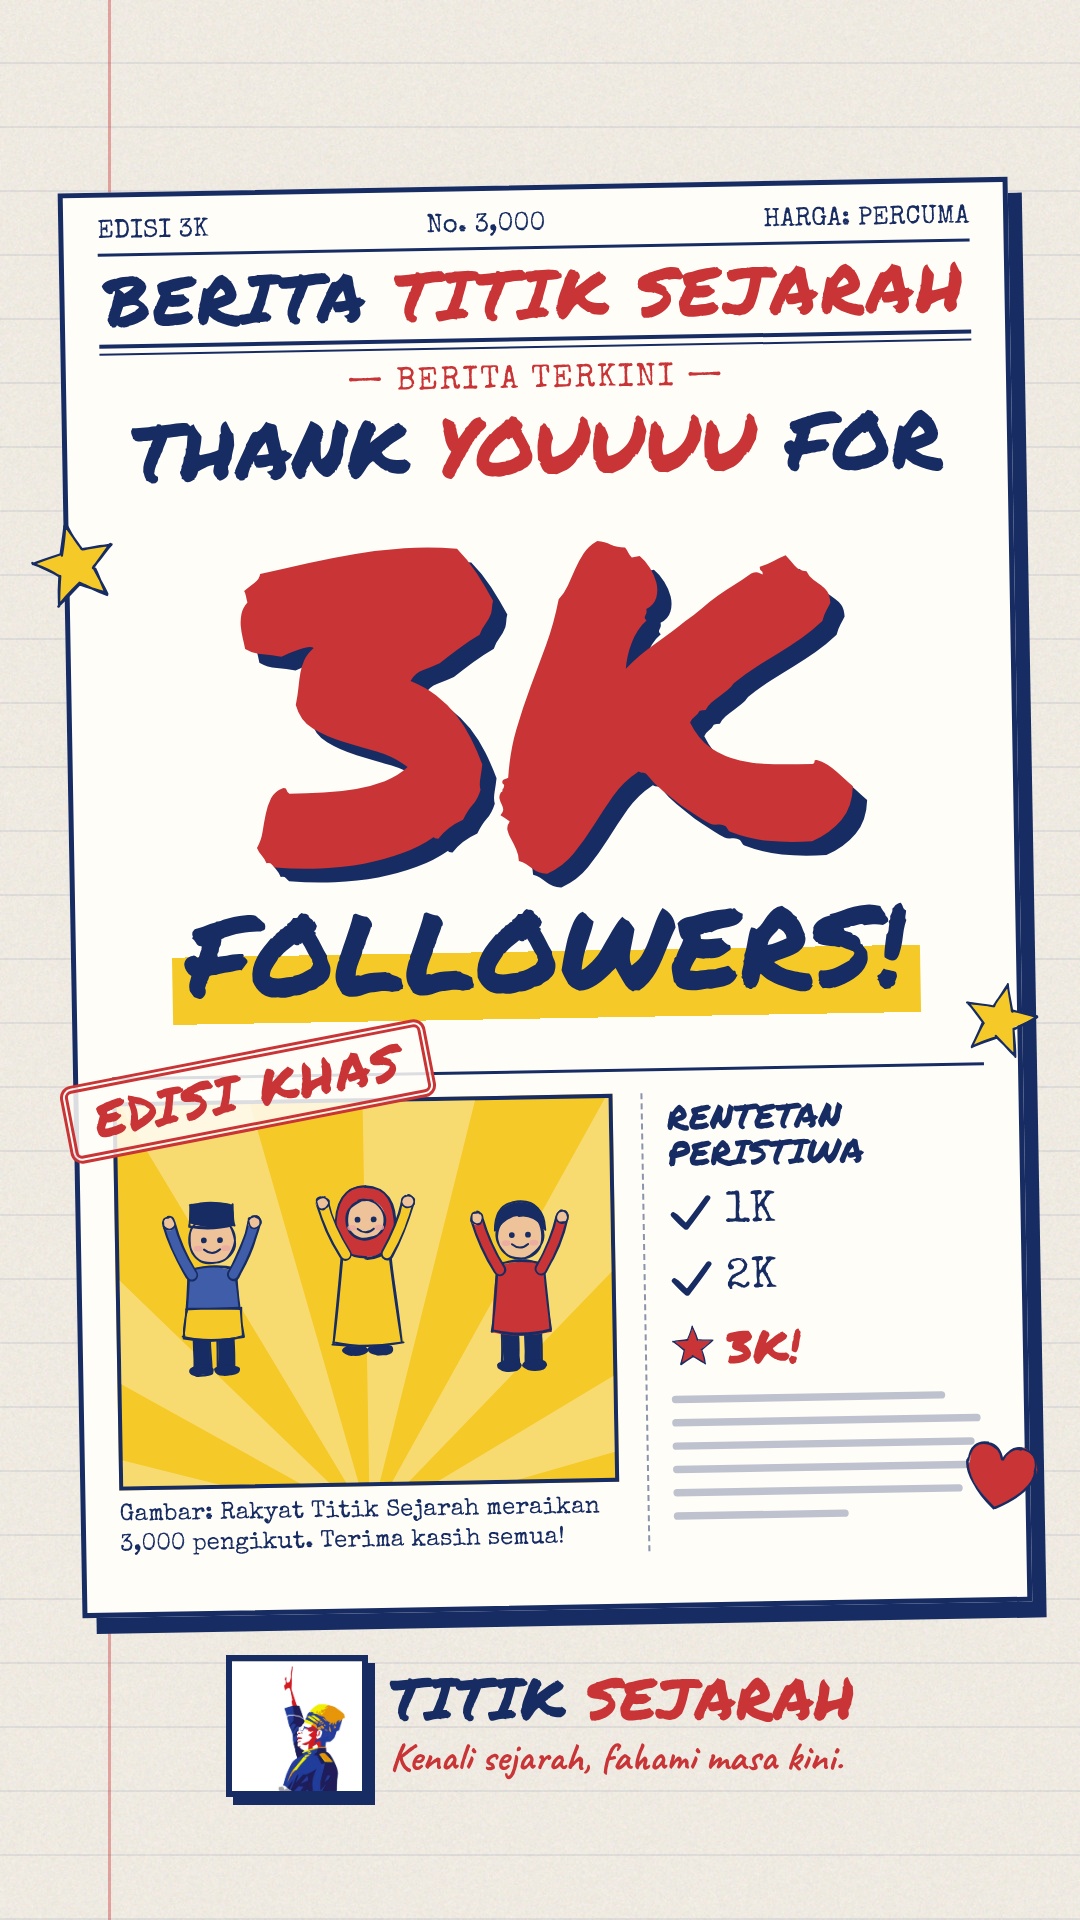 EDISI 3K
No. 3,000
HARGA: PERCUMA
BERITA TITIK SEJARAH
— BERITA TERKINI —
THANK YOUUUU FOR
3K
FOLLOWERS!
EDISI KHAS
RENTETAN
PERISTIWA
1K
2K
3K!
Gambar: Rakyat Titik Sejarah meraikan
3,000 pengikut. Terima kasih semua!
TITIK SEJARAH
Kenali sejarah, fahami masa kini.